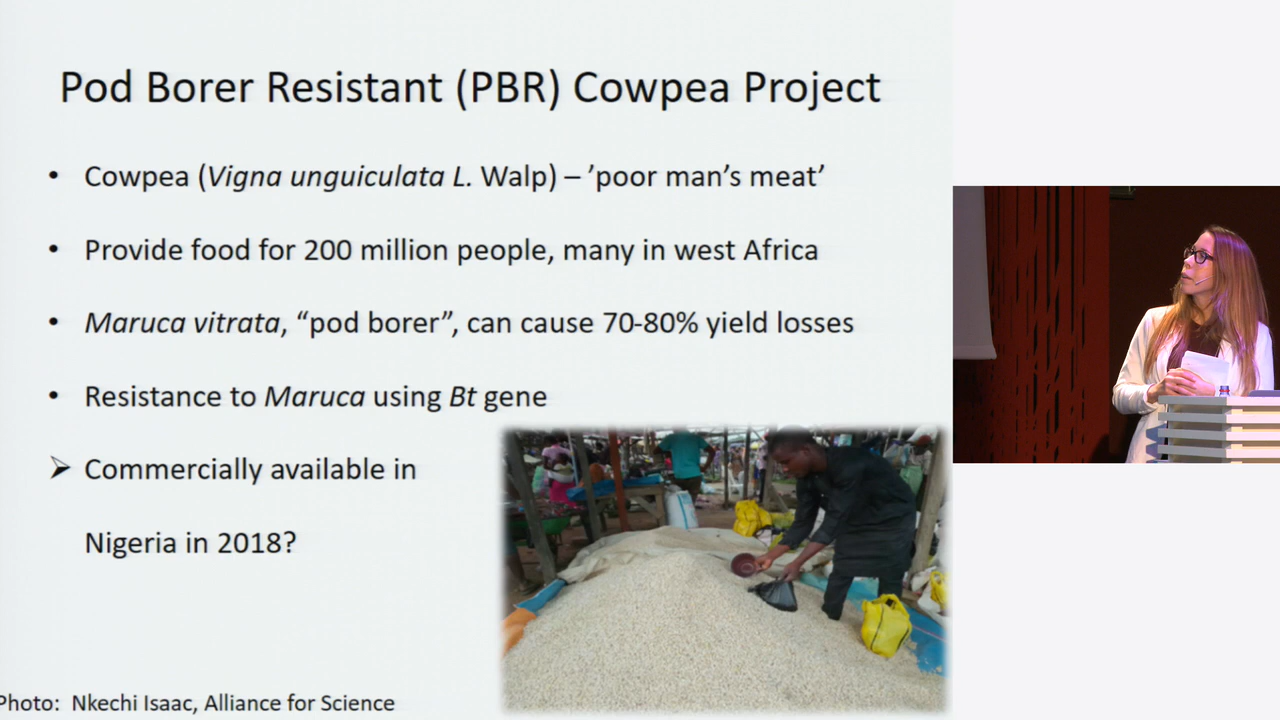 Pod Borer Resistant (PBR) Cowpea Project
• Cowpea (Vigna unguiculata L. Walp) – ’poor man’s meat’
• Provide food for 200 million people, many in west Africa
• Maruca vitrata, “pod borer”, can cause 70-80% yield losses
• Resistance to Maruca using Bt gene
➢ Commercially available in
Nigeria in 2018?
Photo: Nkechi Isaac, Alliance for Science